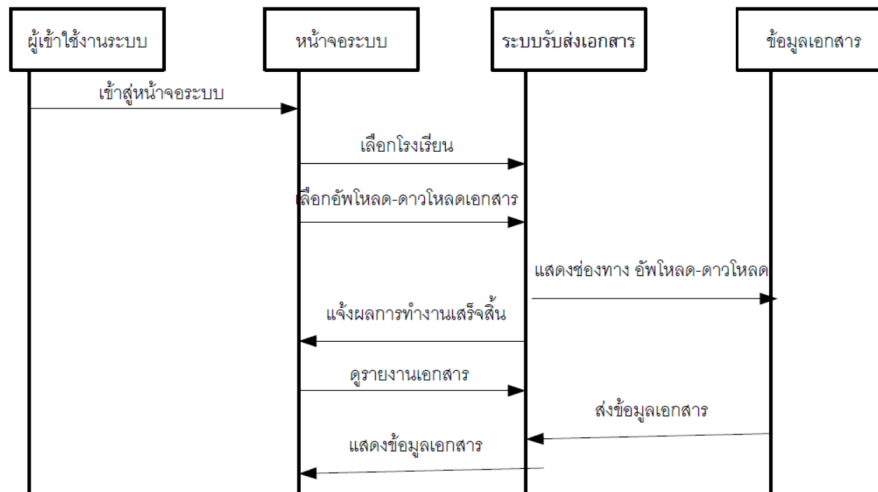 ผู้เข้าใช้งานระบบ
หน้าจอระบบ
ระบบรับส่งเอกสาร
ข้อมูลเอกสาร
เข้าสู่หน้าจอระบบ
เลือกโรงเรียน
เลือกอัพโหลด-ดาวโหลดเอกสาร
แสดงช่องทาง อัพโหลด-ดาวโหลด
แจ้งผลการทำงานเสร็จสิ้น
ดูรายงานเอกสาร
ส่งข้อมูลเอกสาร
แสดงข้อมูลเอกสาร